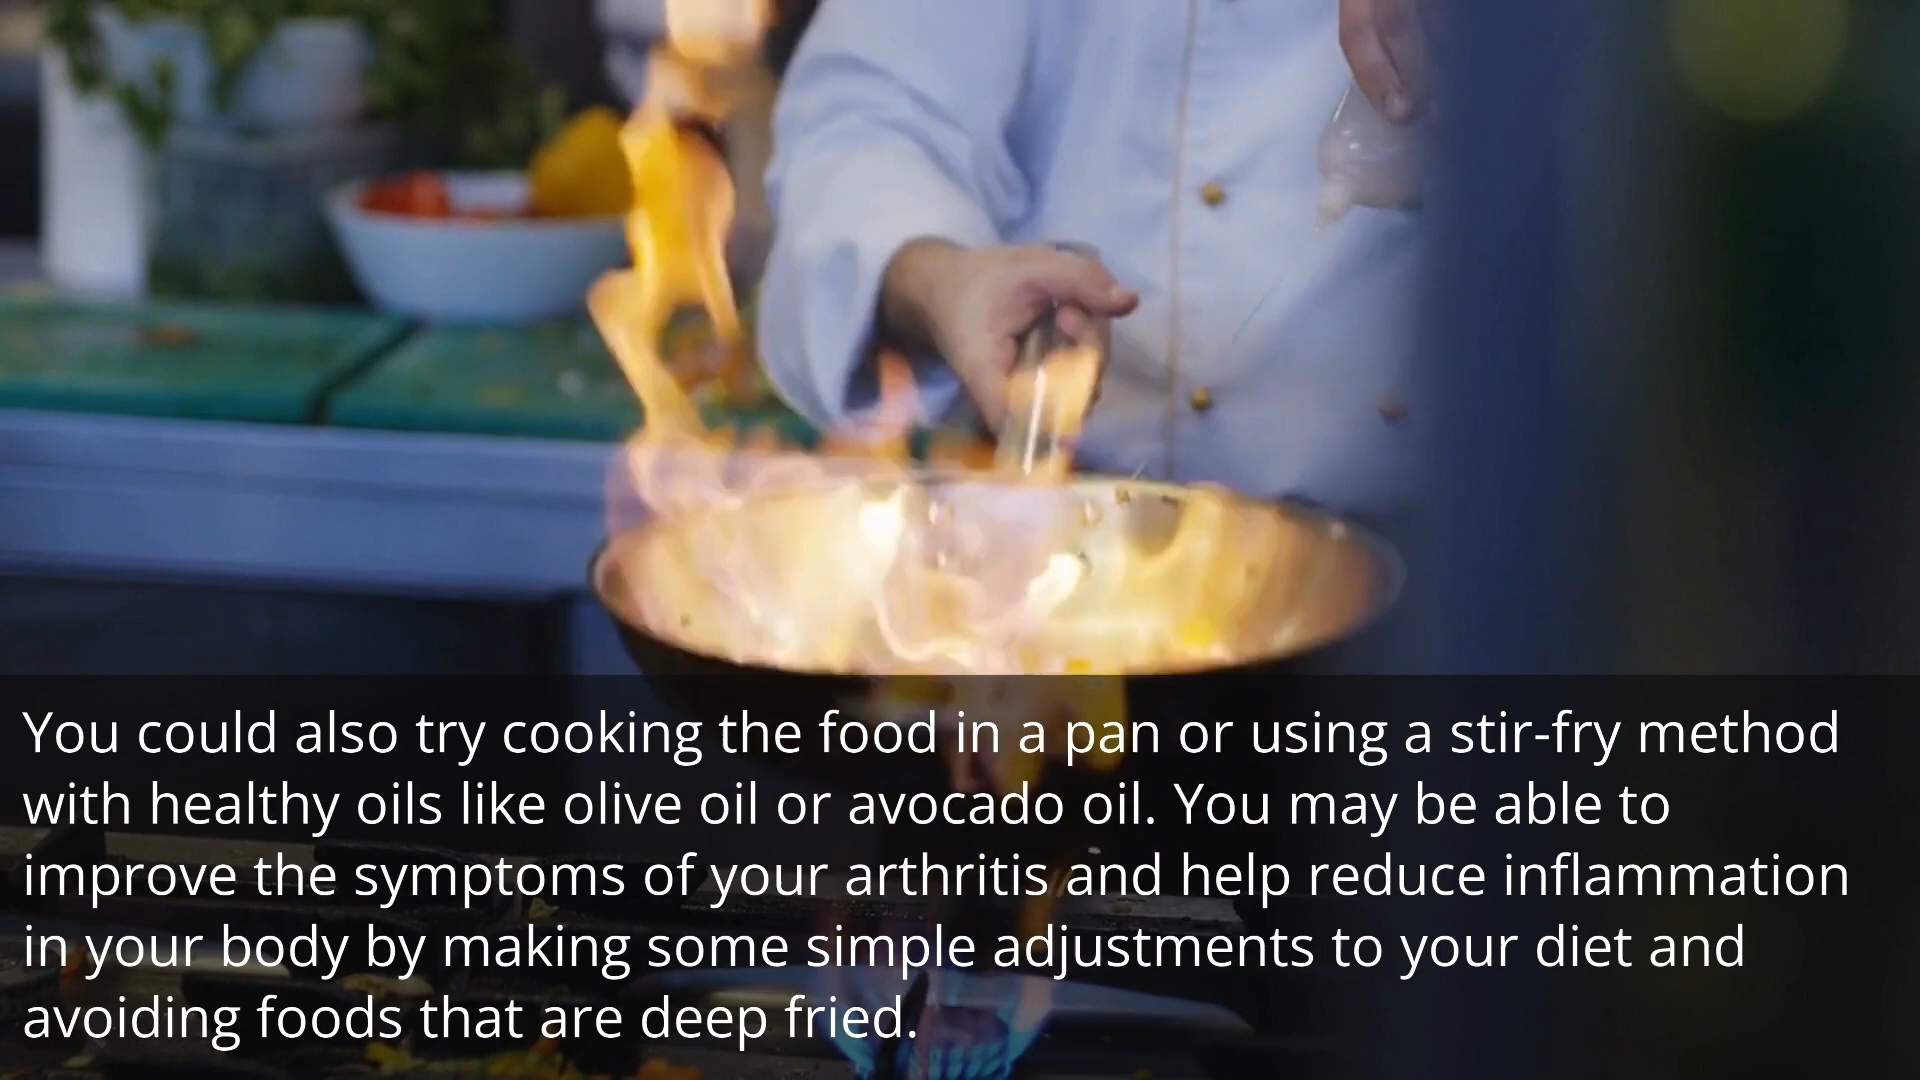 You could also try cooking the food in a pan or using a stir-fry method
with healthy oils like olive oil or avocado oil. You may be able to
improve the symptoms of your arthritis and help reduce inflammation
in your body by making some simple adjustments to your diet and
avoiding foods that are deep fried.